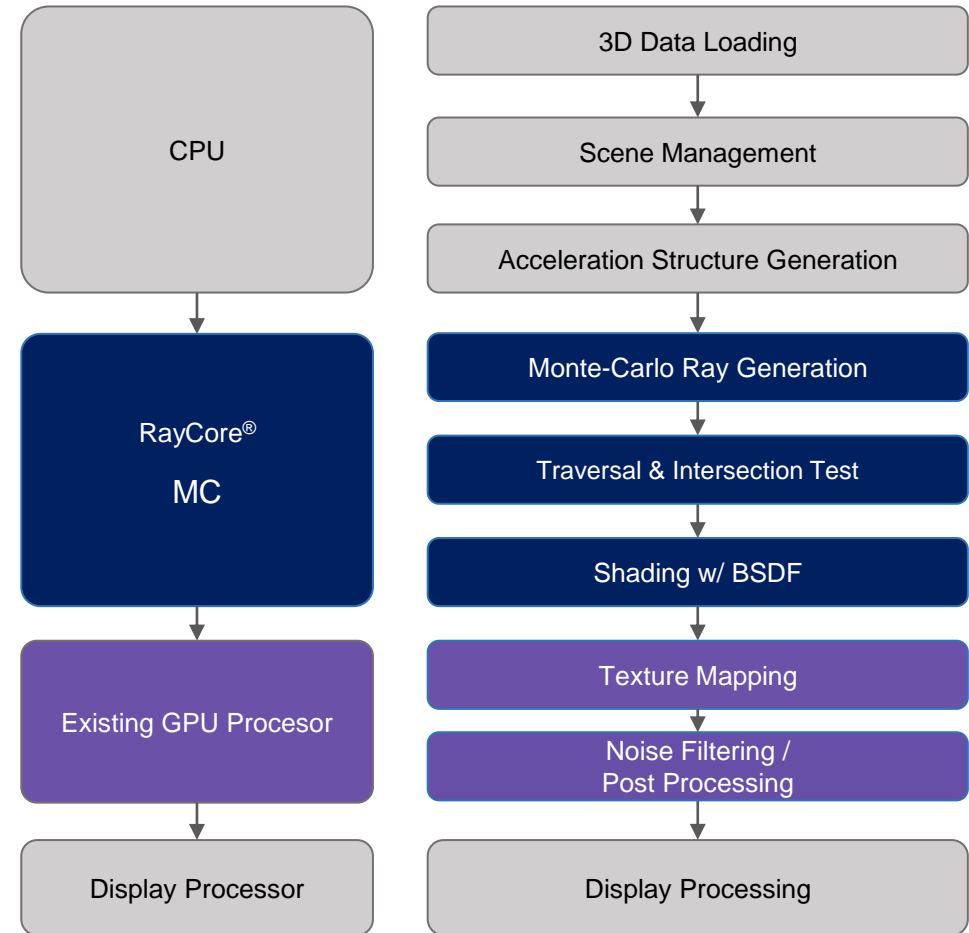 CPU
RayCore®
MC
Existing GPU Procesor
Display Processor
3D Data Loading
Scene Management
Acceleration Structure Generation
Monte-Carlo Ray Generation
Traversal & Intersection Test
Shading w/ BSDF
Texture Mapping
Noise Filtering /
Post Processing
Display Processing